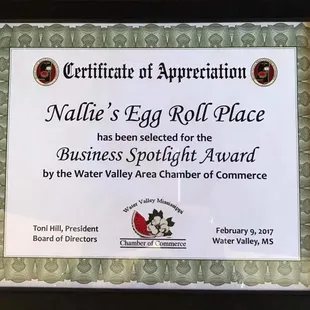 Certificate of Appreciation
Nallie's Egg Roll Place
has been selected for the
Business Spotlight Award
by the Water Valley Area Chamber of Commerce
Water Valley Mississippi
Chamber of Commerce
Toni Hill, President
Board of Directors
February 9, 2017
Water Valley, MS